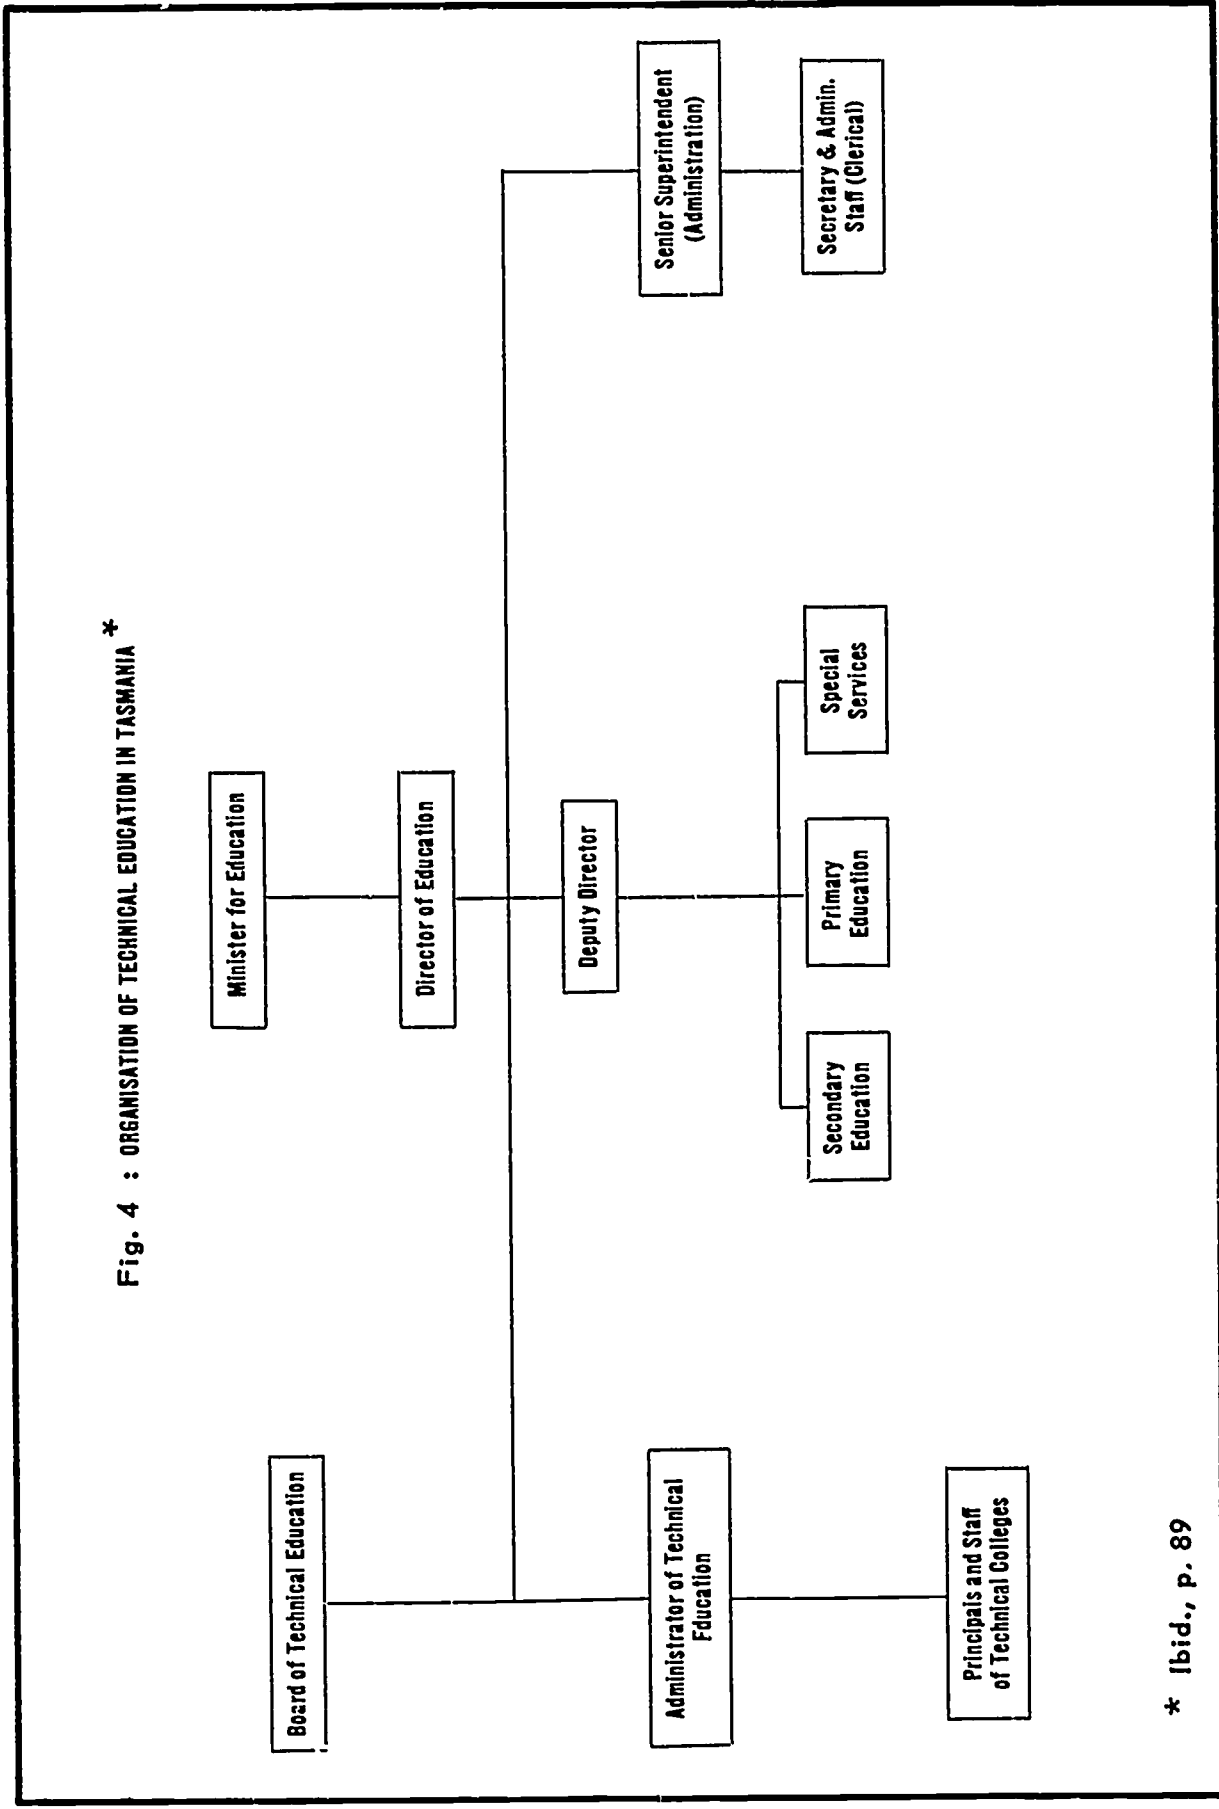 Fig. 4 : ORGANISATION OF TECHNICAL EDUCATION IN TASMANIA *
Minister for Education
Board of Technical Education
Director of Education
Deputy Director
Senior Superintendent
(Administration)
Administrator of Technical
Education
Secondary
Education
Primary
Education
Special
Services
Secretary & Admin.
Staff (Clerical)
Principals and Staff
of Technical Colleges
* Ibid., p. 89